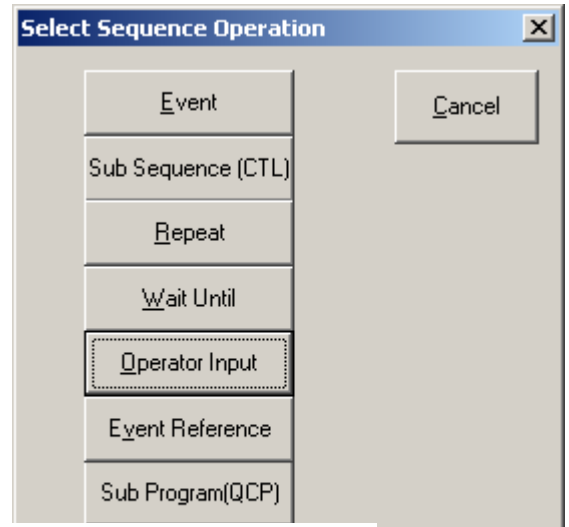 Select Sequence Operation
Event
Cancel
Sub Sequence (CTL)
Repeat
Wait Until
Operator Input
Event Reference
Sub Program(QCP)